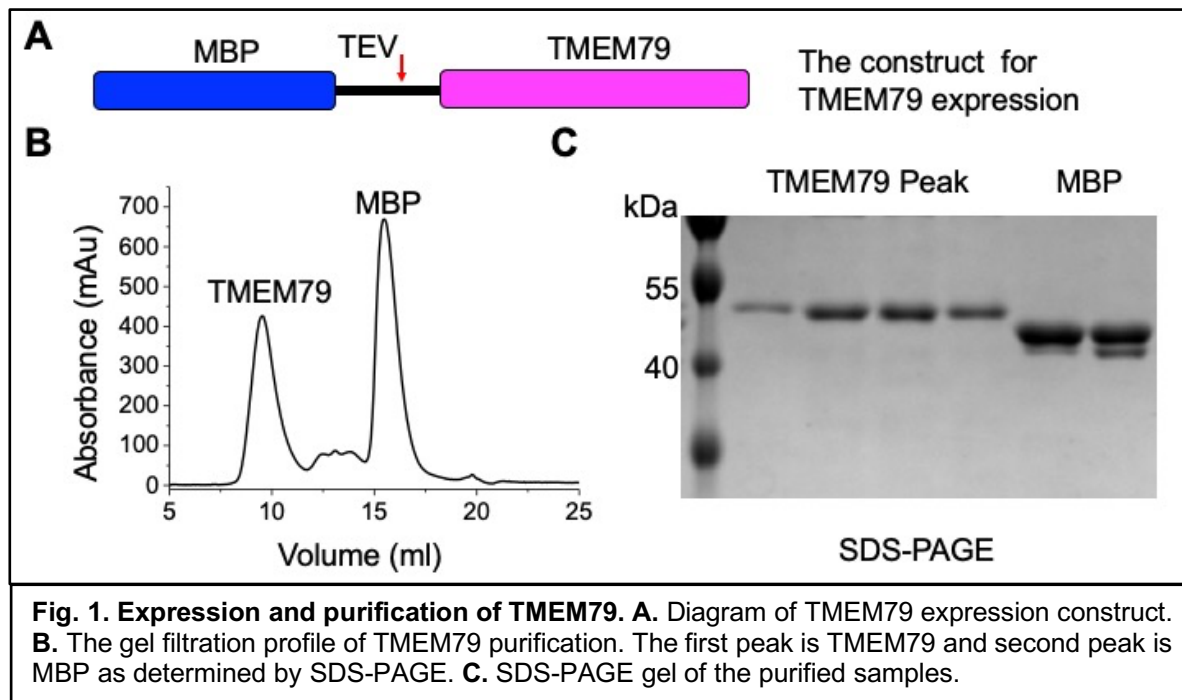 A
MBP
TEV
TMEM79
The construct for
TMEM79 expression
B
Absorbance (mAu)
700
600
500
400
300
200
100
0
TMEM79
MBP
5
10
15
20
25
Volume (ml)
C
TMEM79 Peak
MBP
kDa
55
40
SDS-PAGE
Fig. 1. Expression and purification of TMEM79. A. Diagram of TMEM79 expression construct.
B. The gel filtration profile of TMEM79 purification. The first peak is TMEM79 and second peak is
MBP as determined by SDS-PAGE. C. SDS-PAGE gel of the purified samples.